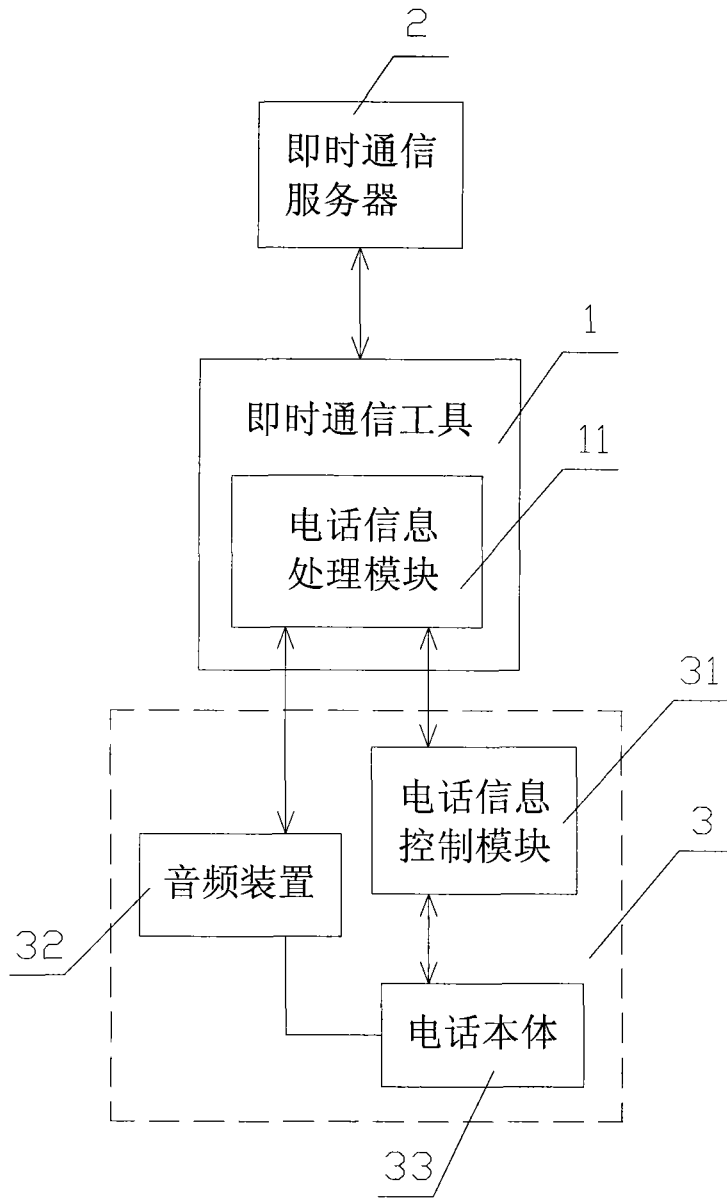 2
即时通信
服务器
1
即时通信工具
11
电话信息
处理模块
31
电话信息
控制模块
3
音频装置
32
电话本体
33